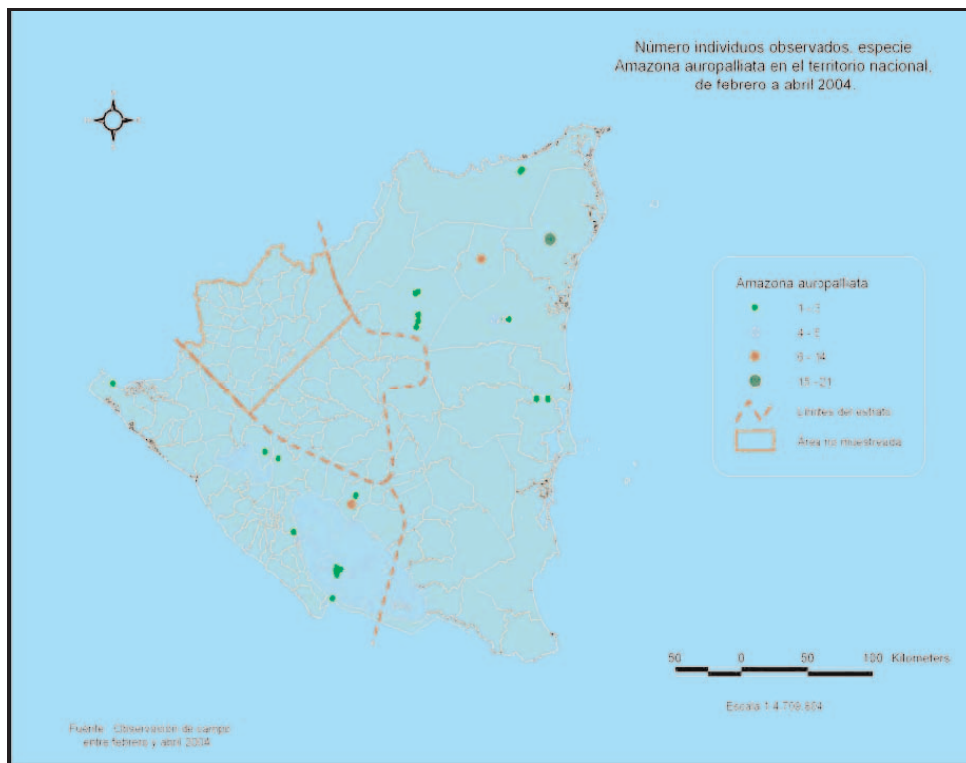 Número individuos observados, especie
Amazona auropalliata en el territorio nacional,
de febrero a abril 2004.
Amazona auropalliata
1 - 3
4 - 5
6 - 14
15 - 21
Límites del estrato
Area no muestreada
50 0 50 100 Kilometers
Escala 1:4,709,604
Fuente: Observación de campo
entre febrero y abril 2004